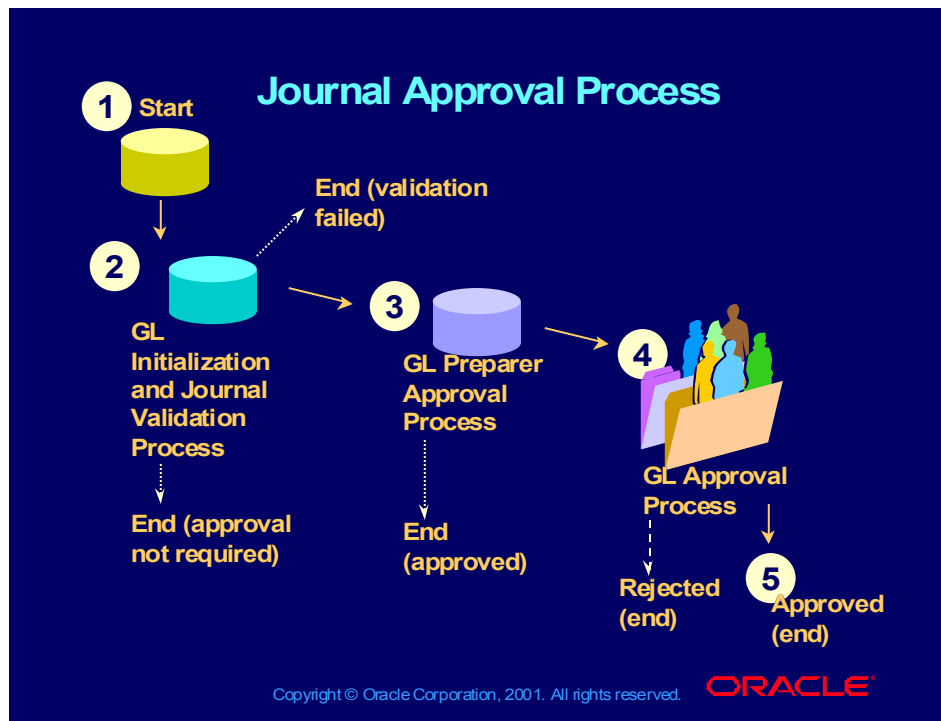 Journal Approval Process
1 Start
End (validation
failed)
2
GL
Initialization
and Journal
Validation
Process
End (approval
not required)
3
GL Preparer
Approval
Process
End
(approved)
4
GL Approval
Process
Rejected
(end)
5
Approved
(end)
Copyright © Oracle Corporation, 2001. All rights reserved.
ORACLE®